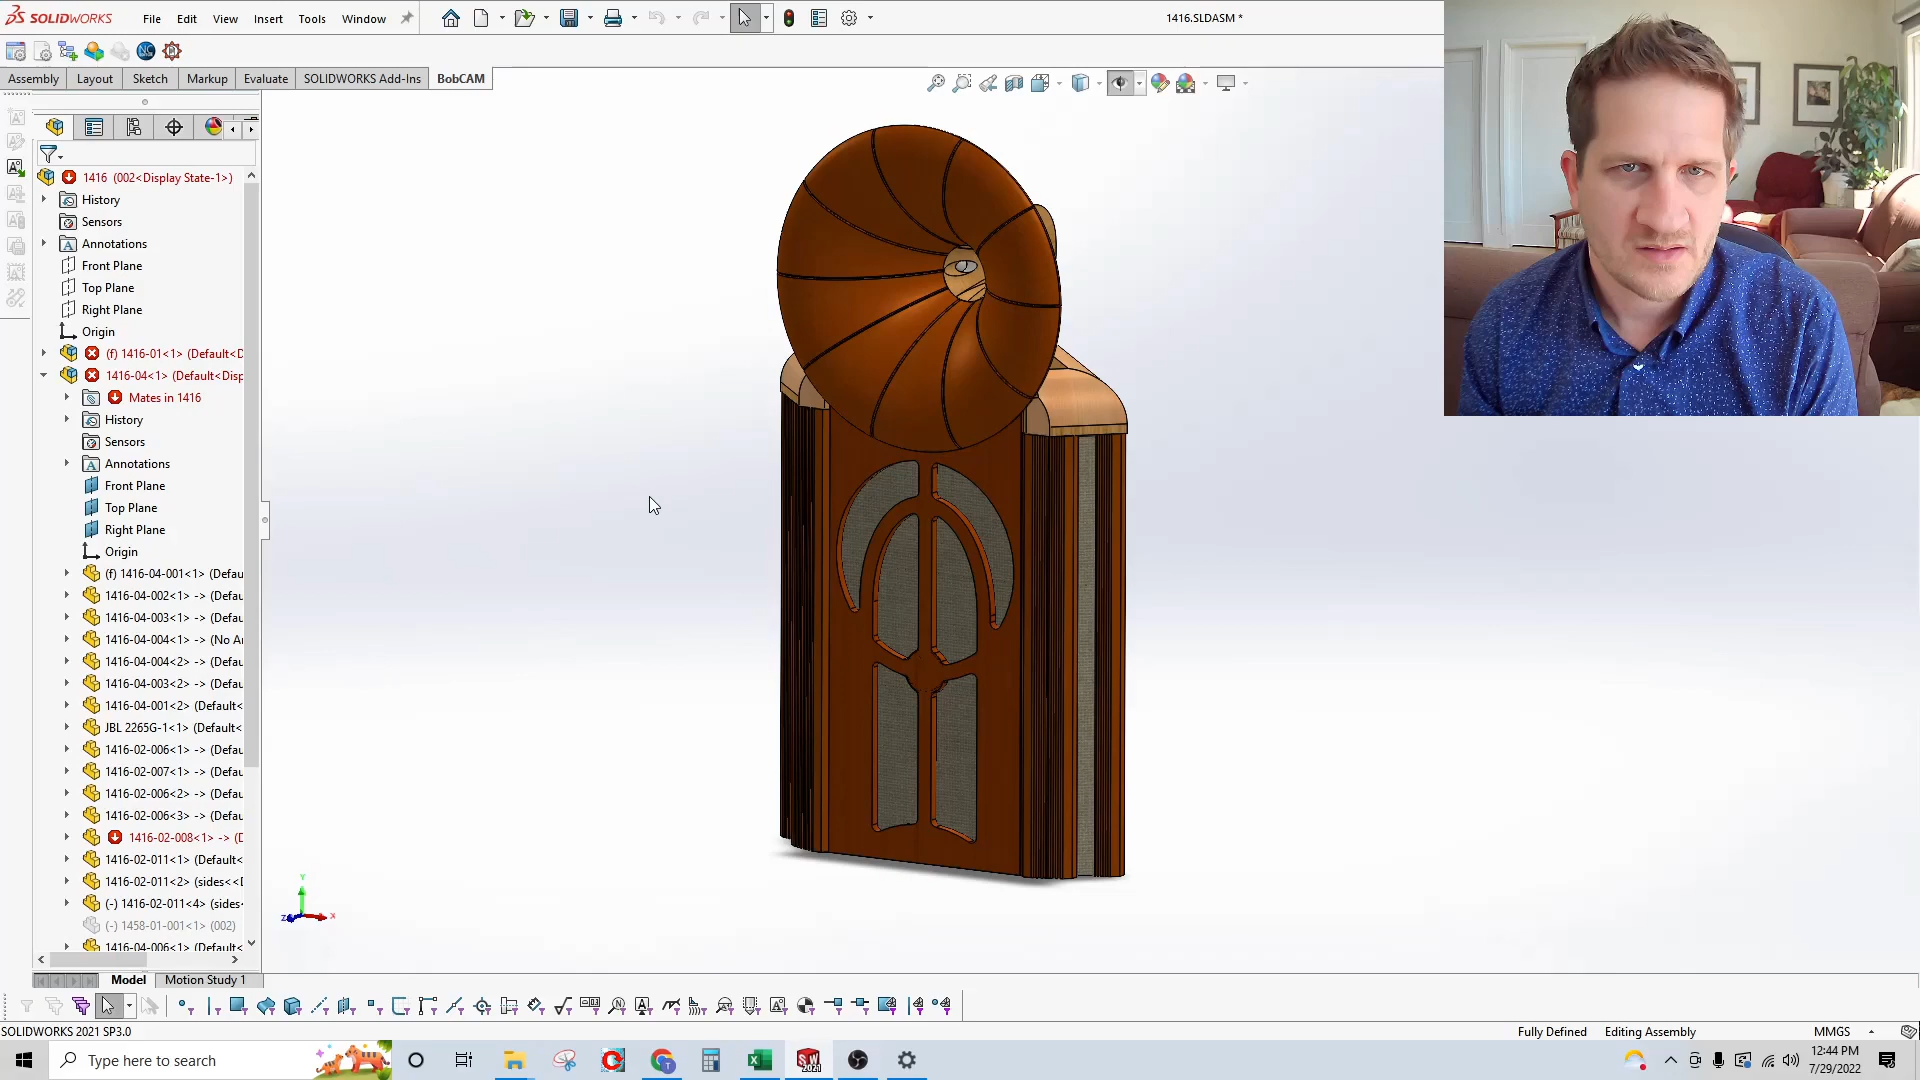 SOLIDWORKS File Edit View Insert Tools Window
1416.SLDASM *
Assembly Layout Sketch Markup Evaluate SOLIDWORKS Add-Ins BobCAM
1416 (002<Display State-1>)
History
Sensors
Annotations
Front Plane
Top Plane
Right Plane
Origin
(f) 1416-01<1> (Default<D
1416-04<1> (Default<Disp
Mates in 1416
History
Sensors
Annotations
Front Plane
Top Plane
Right Plane
Origin
(f) 1416-04-001<1> (Defau
1416-04-002<1> -> (Defau
1416-04-003<1> -> (Defau
1416-04-004<1> -> (No Ar
1416-04-004<2> -> (Defau
1416-04-003<2> -> (Defau
1416-04-001<2> -> (Default<
JBL 2265G-1<1> (Default<
1416-02-006<1> -> (Defau
1416-02-007<1> -> (Defau
1416-02-006<2> -> (Defau
1416-02-006<3> -> (Defau
1416-02-008<1> -> (D
1416-02-011<1> (Default<
1416-02-011<2> (sides<<D
(-) 1416-02-011<4> (sides<
(-) 1458-01-001<1> (002)
1416-04-006<1> (Default<
Y
Z X
Model Motion Study 1
SOLIDWORKS 2021 SP3.0
Fully Defined Editing Assembly MMGS
Type here to search
12:44 PM
7/29/2022